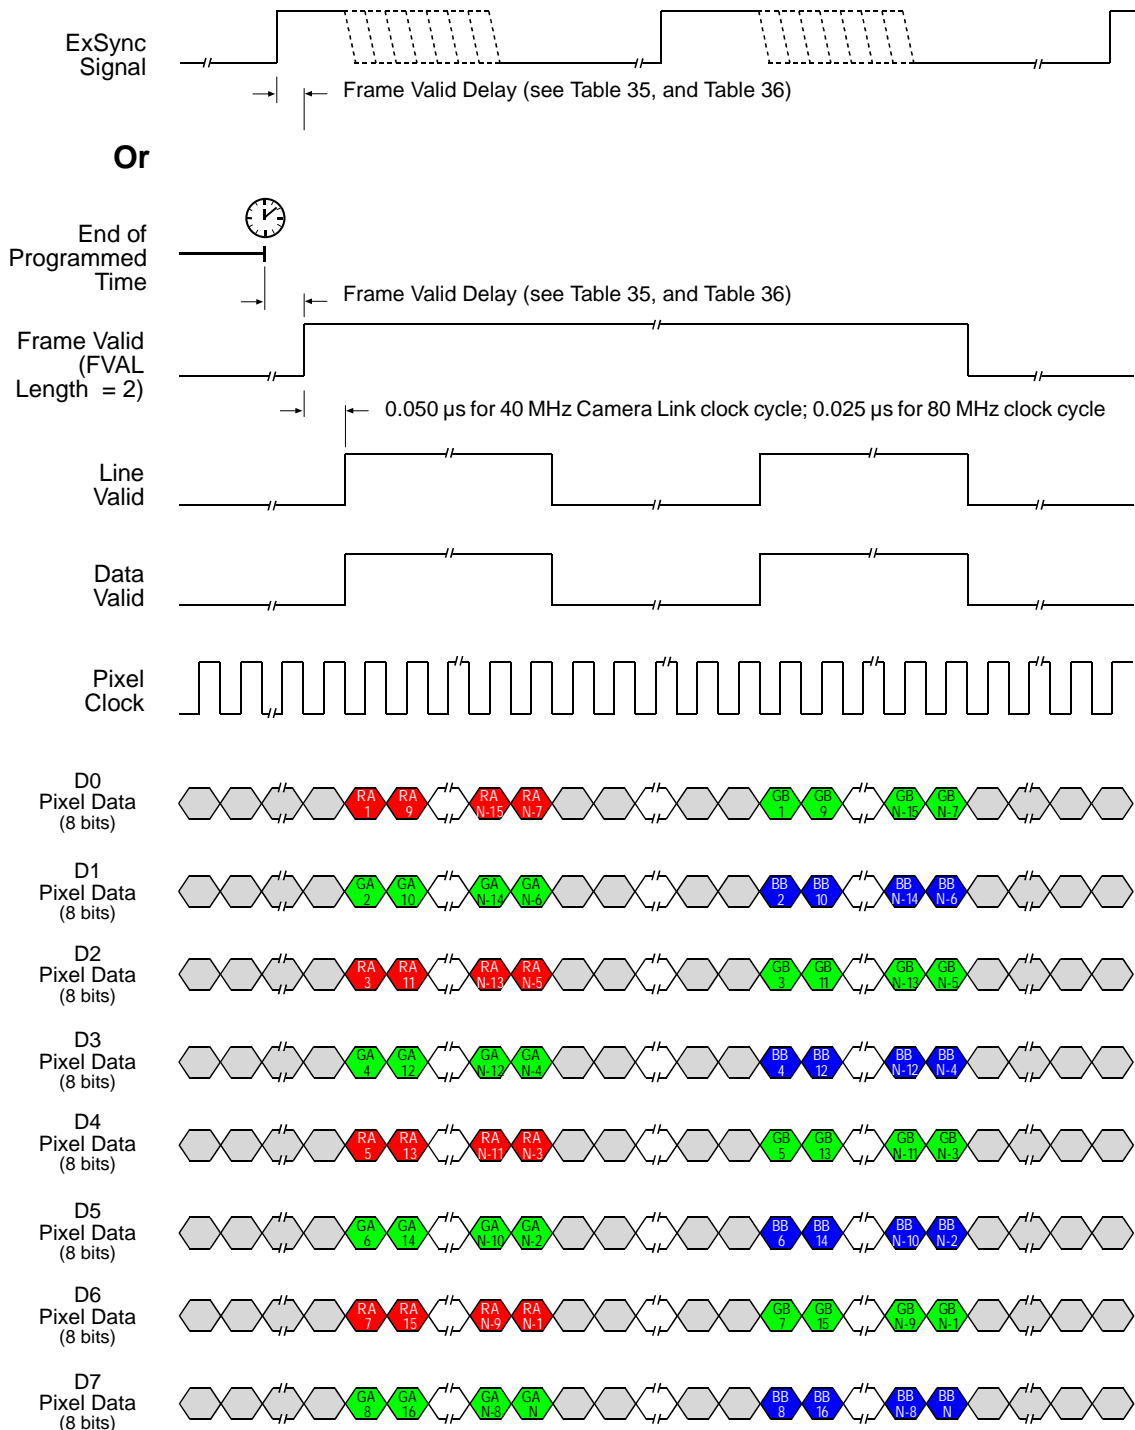 ExSync
Signal
Frame Valid Delay (see Table 35, and Table 36)
Or
End of
Programmed
Time
Frame Valid Delay (see Table 35, and Table 36)
Frame Valid
(FVAL
Length = 2)
0.050 µs for 40 MHz Camera Link clock cycle; 0.025 µs for 80 MHz clock cycle
Line
Valid
Data
Valid
Pixel
Clock
D0
Pixel Data
(8 bits)
RA RA RA RA GB GB GB GB
1 9 N-15 N-7 1 9 N-15 N-7
D1
Pixel Data
(8 bits)
GA GA GA GA BB BB BB BB
2 10 N-14 N-6 2 10 N-14 N-6
D2
Pixel Data
(8 bits)
RA RA RA RA GB GB GB GB
3 11 N-13 N-5 3 11 N-13 N-5
D3
Pixel Data
(8 bits)
GA GA GA GA BB BB BB BB
4 12 N-12 N-4 4 12 N-12 N-4
D4
Pixel Data
(8 bits)
RA RA RA RA GB GB GB GB
5 13 N-11 N-3 5 13 N-11 N-3
D5
Pixel Data
(8 bits)
GA GA GA GA BB BB BB BB
6 14 N-10 N-2 6 14 N-10 N-2
D6
Pixel Data
(8 bits)
RA RA RA RA GB GB GB GB
7 15 N-9 N-1 7 15 N-9 N-1
D7
Pixel Data
(8 bits)
GA GA GA GA BB BB BB BB
8 16 N-8 N 8 16 N-8 N